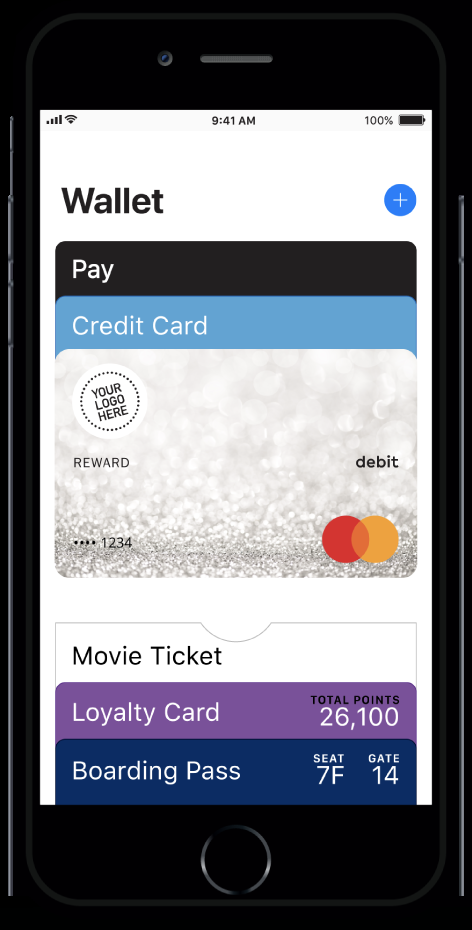 9:41 AM
100%
Wallet
Pay
Credit Card
YOUR
LOGO
HERE
REWARD
debit
•••• 1234
Movie Ticket
Loyalty Card
TOTAL POINTS
26,100
Boarding Pass
SEAT
7F
GATE
14